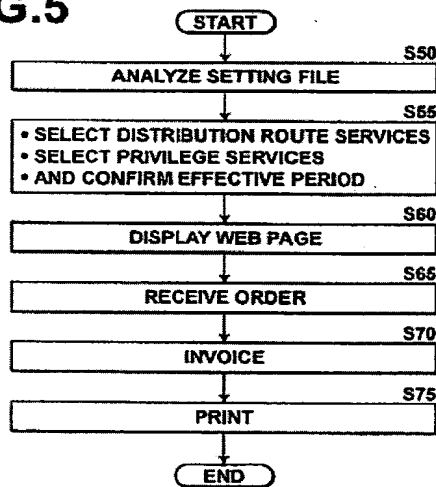 G.5
START
S50
ANALYZE SETTING FILE
S55
• SELECT DISTRIBUTION ROUTE SERVICES
• SELECT PRIVILEGE SERVICES
• AND CONFIRM EFFECTIVE PERIOD
S60
DISPLAY WEB PAGE
S65
RECEIVE ORDER
S70
INVOICE
S75
PRINT
END